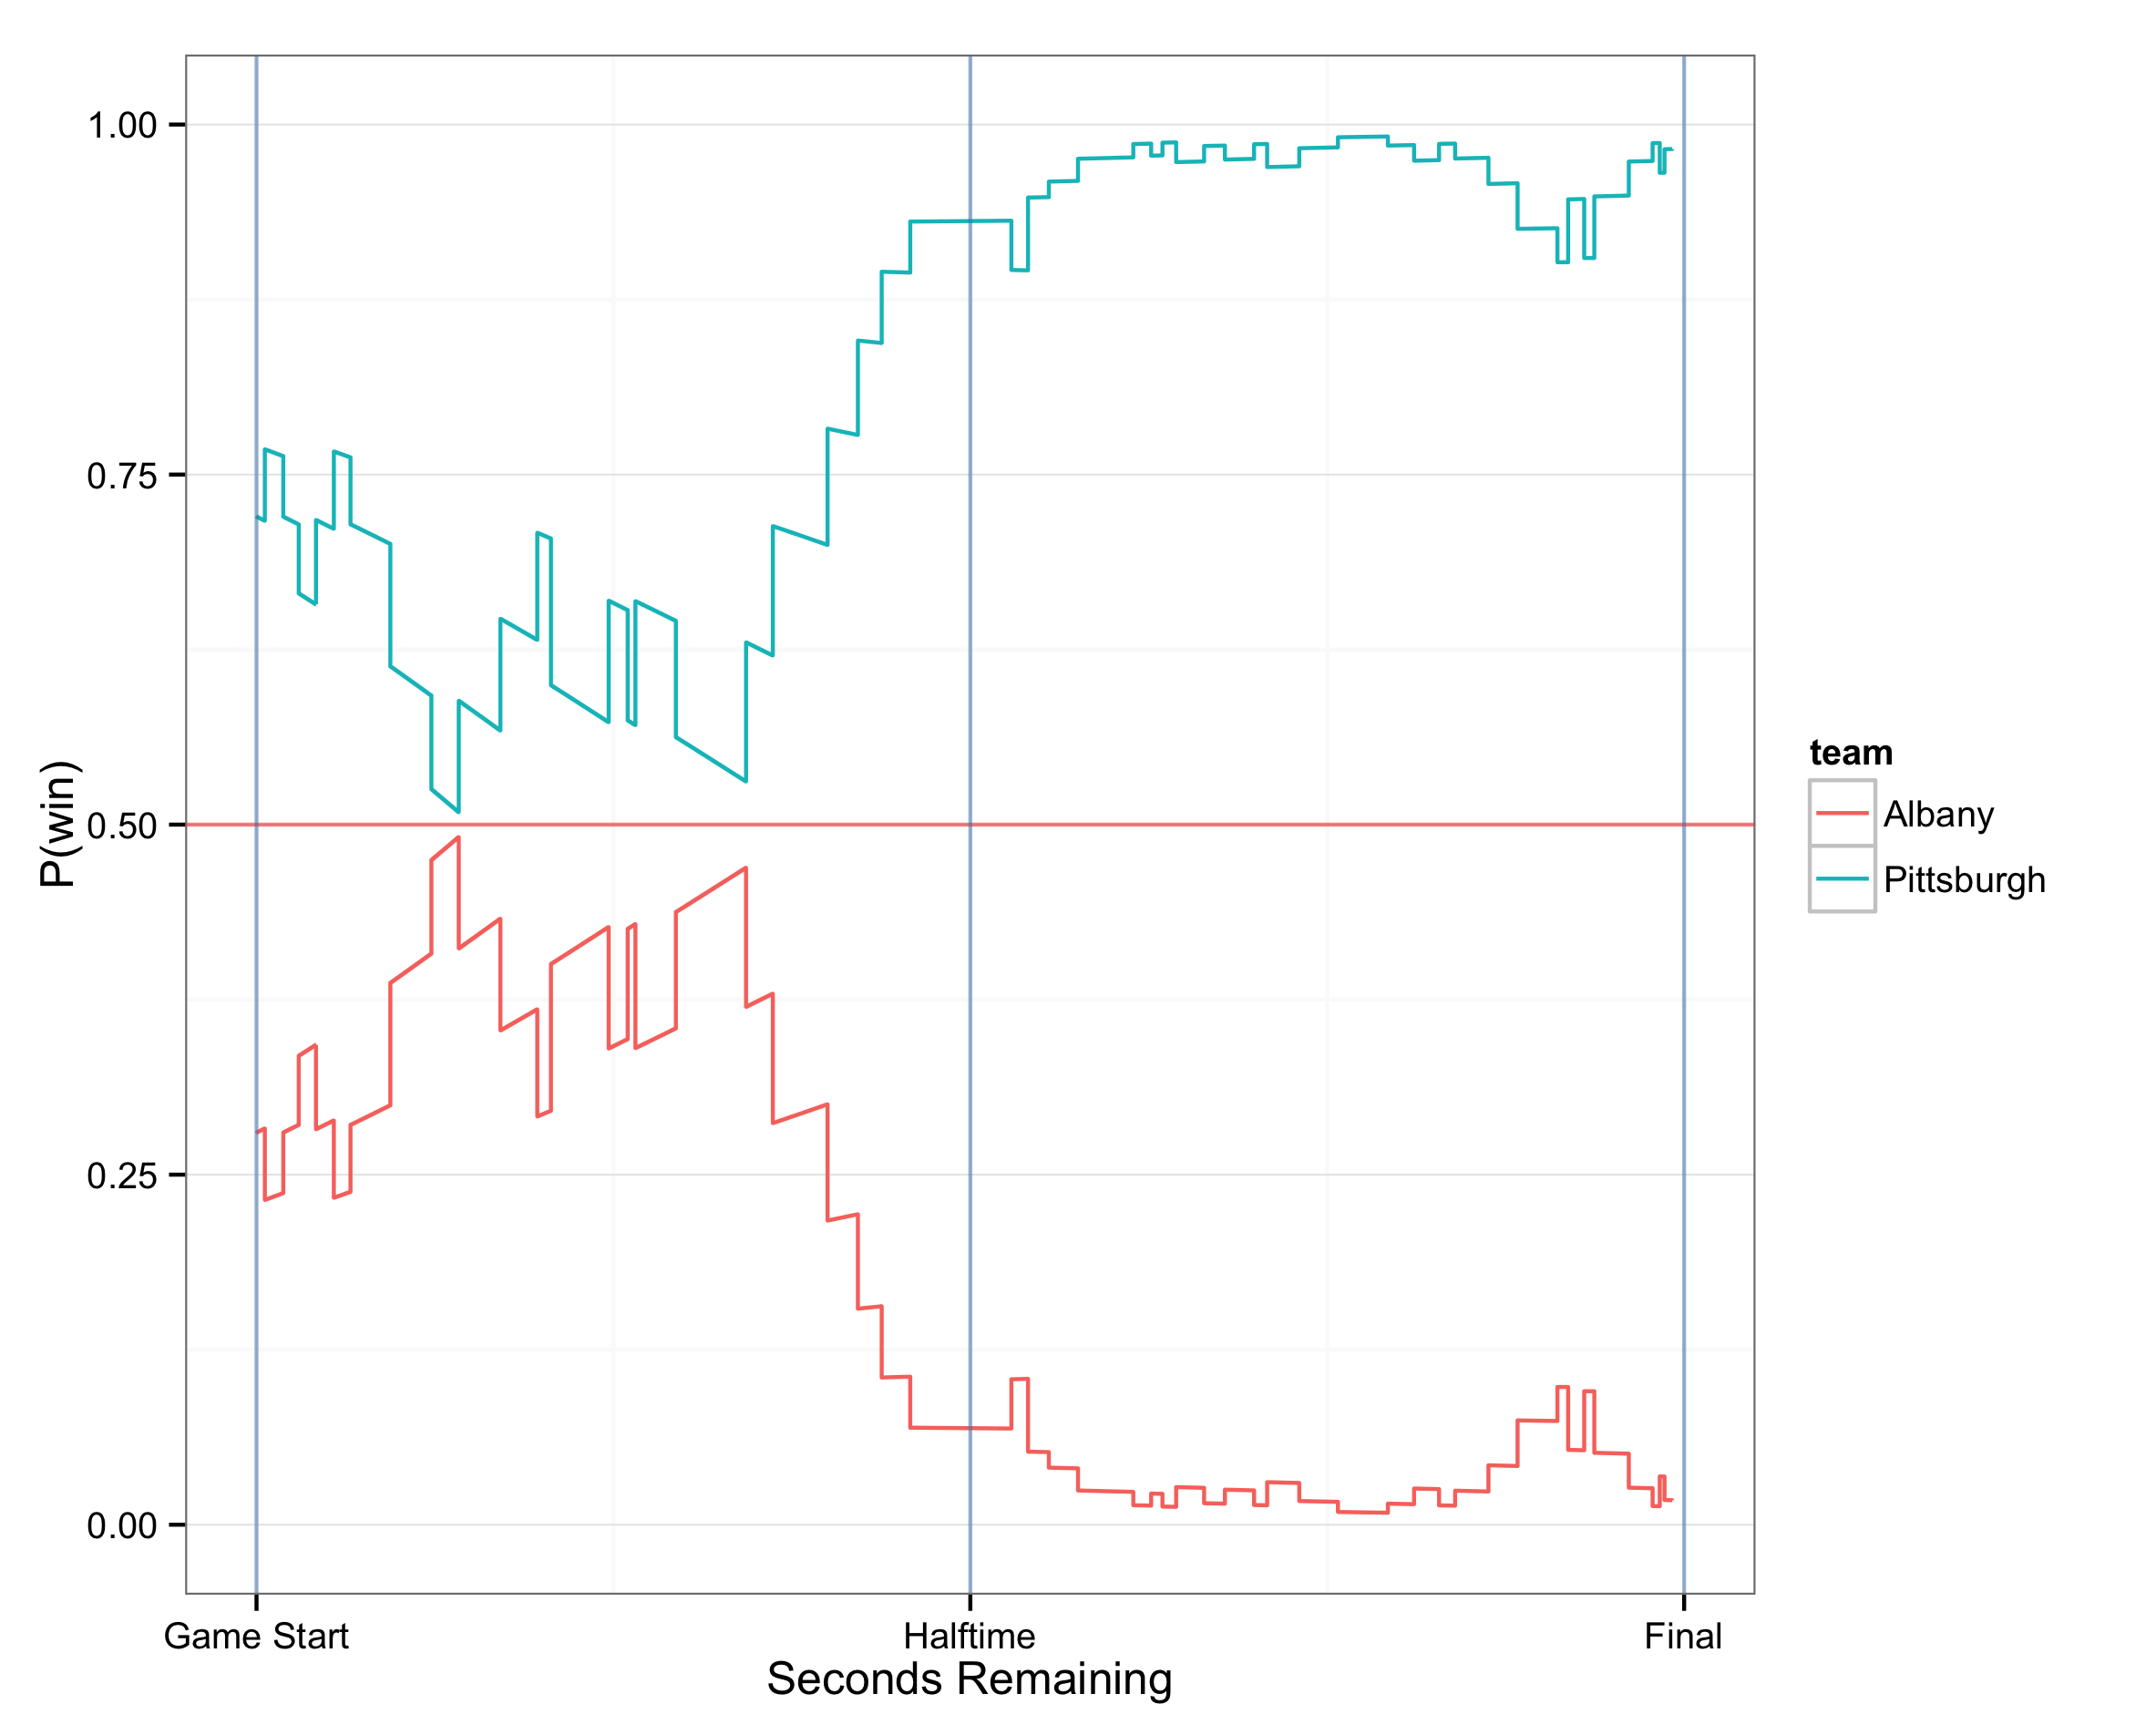 P(win)
1.00
0.75
0.50
0.25
0.00
Game Start
Halftime
Final
Seconds Remaining
team
Albany
Pittsburgh